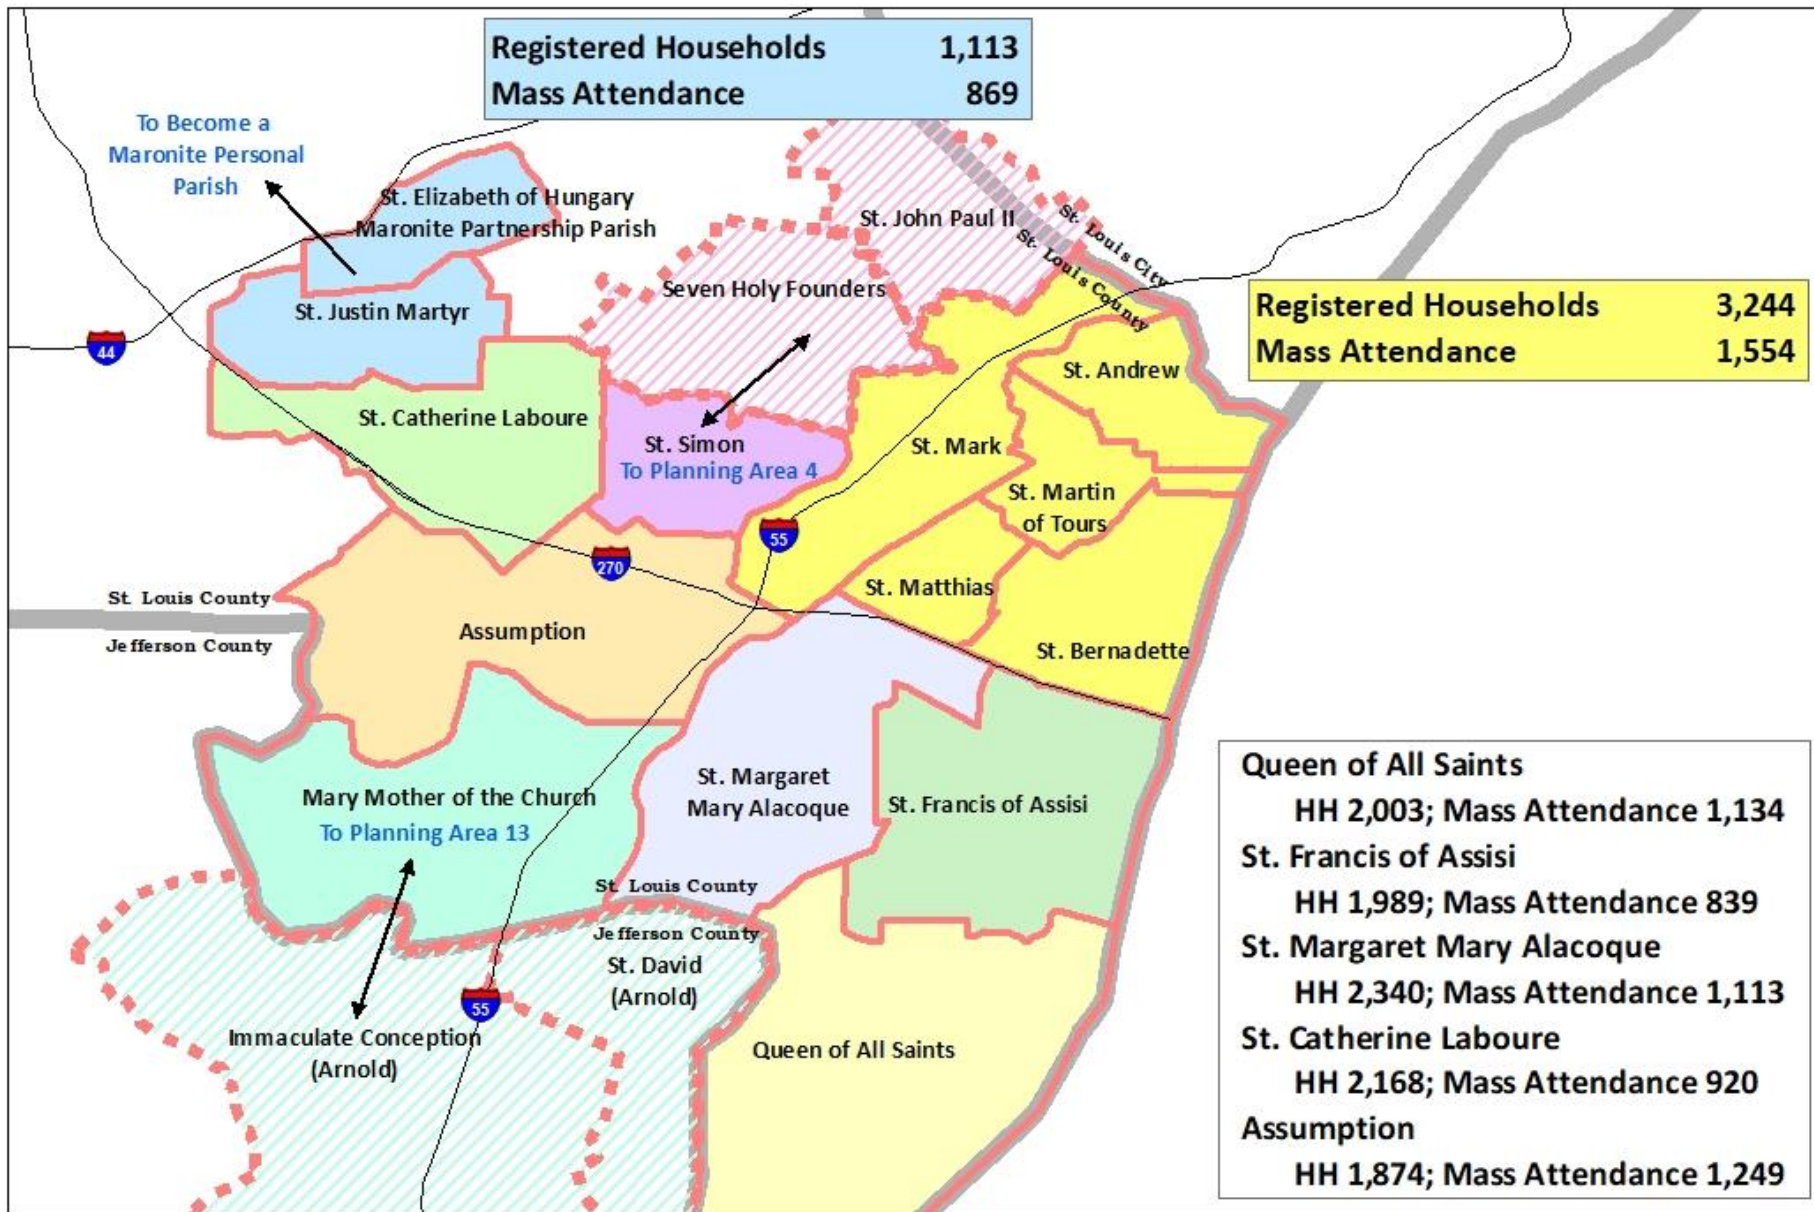 Registered Households 1,113
Mass Attendance 869
To Become a
Maronite Personal
Parish
St. Elizabeth of Hungary
Maronite Partnership Parish
St. John Paul II
St. Louis City
St. Louis County
Seven Holy Founders
St. Justin Martyr
Registered Households 3,244
Mass Attendance 1,554
44
St. Andrew
St. Catherine Laboure
St. Simon
To Planning Area 4
St. Mark
St. Martin
of Tours
55
270
St. Matthias
St. Louis County
Jefferson County
Assumption
St. Bernadette
St. Margaret
Mary Alacoque
St. Francis of Assisi
Mary Mother of the Church
To Planning Area 13
St. Louis County
Jefferson County
St. David
(Arnold)
55
Immaculate Conception
(Arnold)
Queen of All Saints
Queen of All Saints
HH 2,003; Mass Attendance 1,134
St. Francis of Assisi
HH 1,989; Mass Attendance 839
St. Margaret Mary Alacoque
HH 2,340; Mass Attendance 1,113
St. Catherine Laboure
HH 2,168; Mass Attendance 920
Assumption
HH 1,874; Mass Attendance 1,249